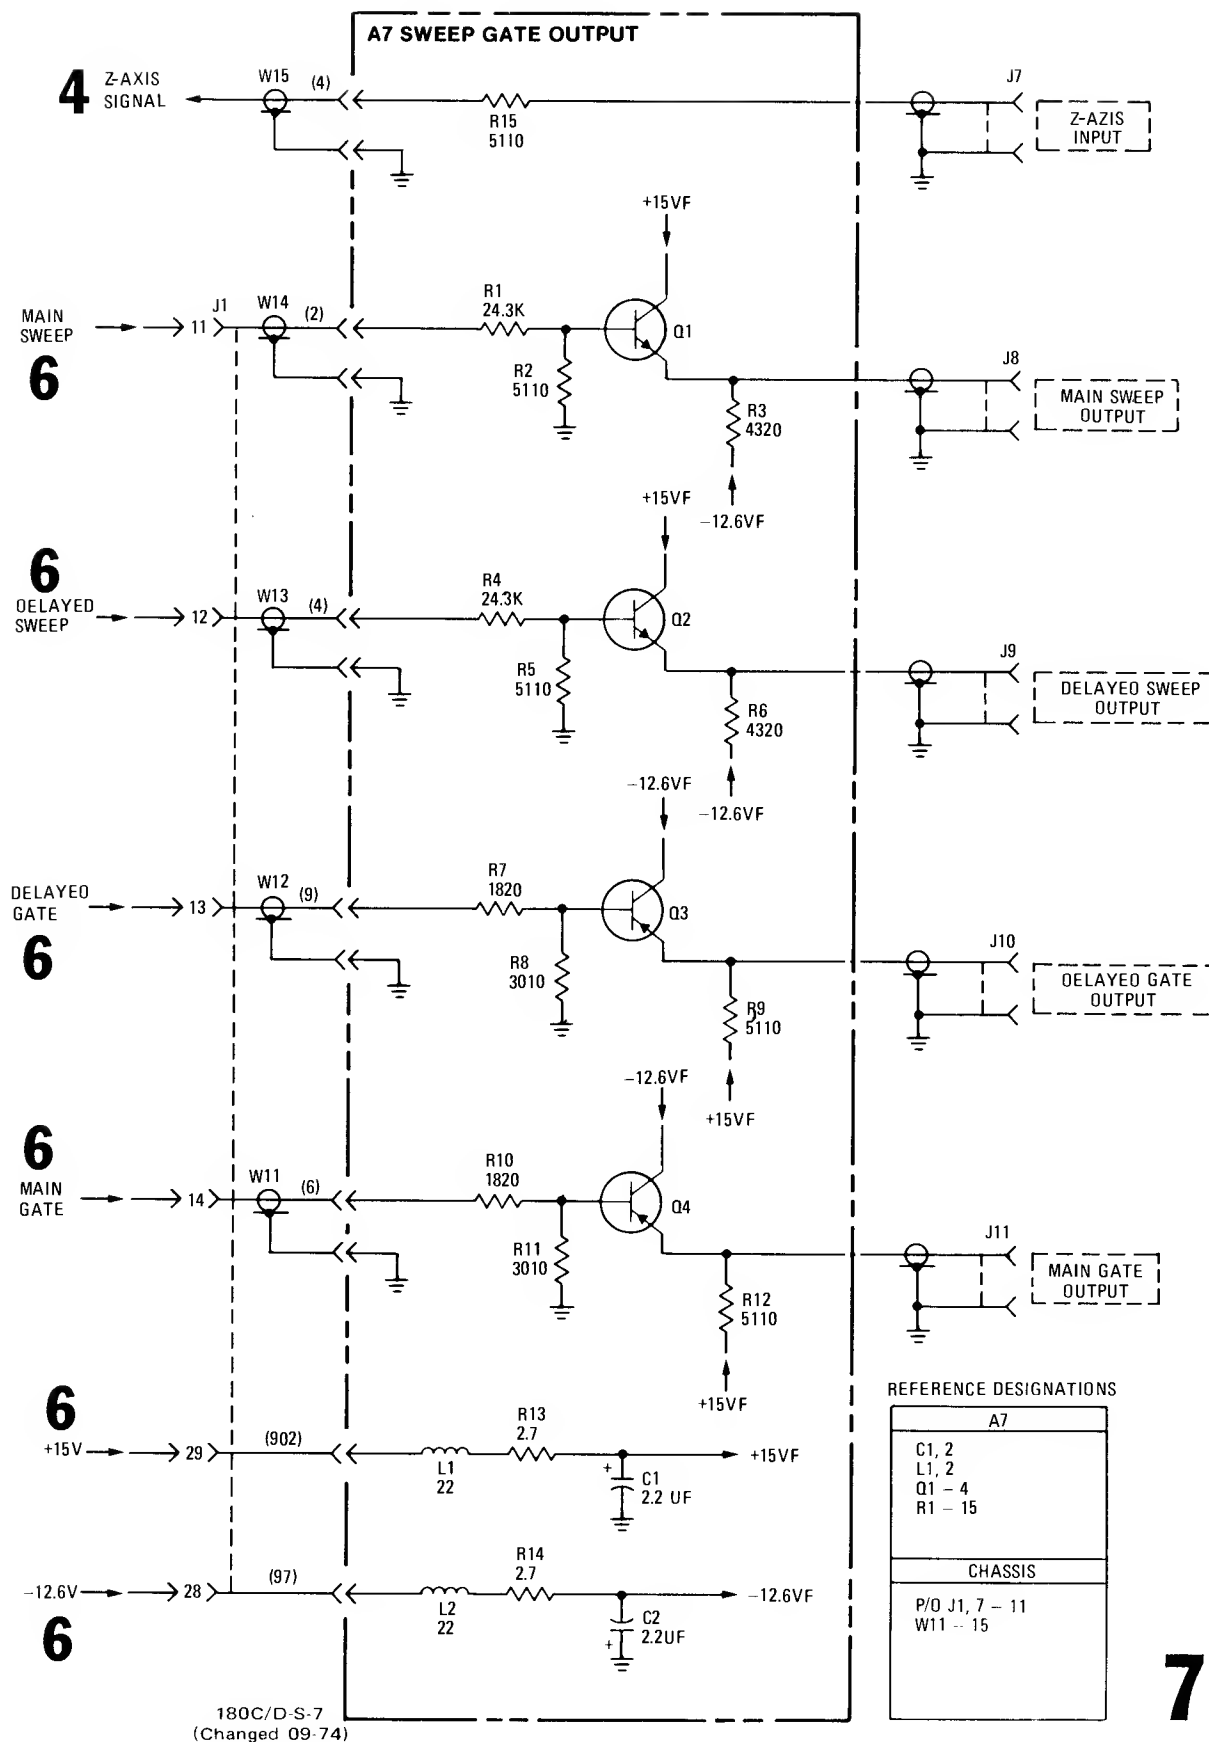 A7 SWEEP GATE OUTPUT
4 Z-AXIS
SIGNAL
W15
(4)
R15
5110
J7
Z-AZIS
INPUT
+15VF
MAIN
SWEEP
6
11
J1
W14
(2)
R1
24.3K
R2
5110
Q1
R3
4320
-12.6VF
J8
MAIN SWEEP
OUTPUT
+15VF
6
OELAYED
SWEEP
12
W13
(4)
R4
24.3K
R5
5110
Q2
R6
4320
-12.6VF
J9
DELAYEO SWEEP
OUTPUT
-12.6VF
DELAYEO
GATE
6
13
W12
(9)
R7
1820
R8
3010
Q3
R9
5110
+15VF
J10
OELAYEO GATE
OUTPUT
-12.6VF
6
MAIN
GATE
14
W11
(6)
R10
1820
R11
3010
Q4
R12
5110
+15VF
J11
MAIN GATE
OUTPUT
6
+15V
29
(902)
L1
22
R13
2.7
+
C1
2.2 UF
+15VF
-12.6V
6
28
(97)
L2
22
R14
2.7
+
C2
2.2UF
-12.6VF
REFERENCE DESIGNATIONS
A7
C1, 2
L1, 2
Q1 - 4
R1 - 15
CHASSIS
P/O J1, 7 - 11
W11 -- 15
7
180C/D-S-7
(Changed 09-74)